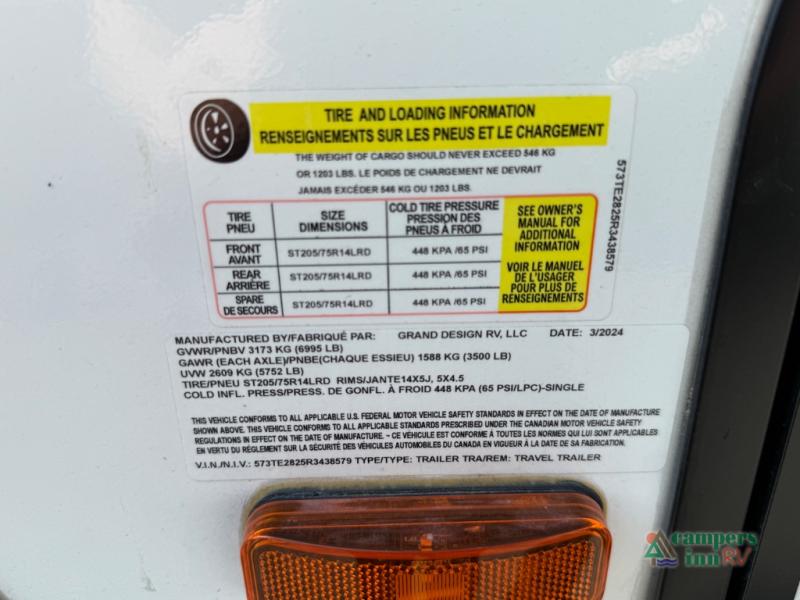 TIRE AND LOADING INFORMATION
RENSEIGNEMENTS SUR LES PNEUS ET LE CHARGEMENT
THE WEIGHT OF CARGO SHOULD NEVER EXCEED 546 KG
OR 1203 LBS. LE POIDS DE CHARGEMENT NE DEVRAIT
JAMAIS EXCÉDER 546 KG OU 1203 LBS.
573TE2825R3438579
TIRE
PNEU
SIZE
DIMENSIONS
COLD TIRE PRESSURE
PRESSION DES
PNEUS À FROID
FRONT
AVANT
ST205/75R14LRD
448 KPA /65 PSI
REAR
ARRIÈRE
ST205/75R14LRD
448 KPA /65 PSI
SPARE
DE SECOURS
ST205/75R14LRD
448 KPA /65 PSI
SEE OWNER'S
MANUAL FOR
ADDITIONAL
INFORMATION
VOIR LE MANUEL
DE L'USAGER
POUR PLUS DE
RENSEIGNEMENTS
MANUFACTURED BY/FABRIQUÉ PAR: GRAND DESIGN RV, LLC DATE: 3/2024
GVWR/PNBV 3173 KG (6995 LB)
GAWR (EACH AXLE)/PNBE(CHAQUE ESSIEU) 1588 KG (3500 LB)
UVW 2609 KG (5752 LB)
TIRE/PNEU ST205/75R14LRD RIMS/JANTE14X5J, 5X4.5
COLD INFL. PRESS/PRESS. DE GONFL. À FROID 448 KPA (65 PSI/LPC)-SINGLE
THIS VEHICLE CONFORMS TO ALL APPLICABLE U.S. FEDERAL MOTOR VEHICLE SAFETY STANDARDS IN EFFECT ON THE DATE OF MANUFACTURE
SHOWN ABOVE. THIS VEHICLE CONFORMS TO ALL APPLICABLE STANDARDS PRESCRIBED UNDER THE CANADIAN MOTOR VEHICLE SAFETY
REGULATIONS IN EFFECT ON THE DATE OF MANUFACTURE. - CE VÉHICULE EST CONFORME À TOUTES LES NORMES QUI LUI SONT APPLICABLES
EN VERTU DU RÈGLEMENT SUR LA SÉCURITÉ DES VÉHICULES AUTOMOBILES DU CANADA EN VIGUEUR À LA DATE DE SA FABRICATION.
V.I.N./N.I.V.: 573TE2825R3438579 TYPE/TYPE: TRAILER TRA/REM: TRAVEL TRAILER
campers
inn RV